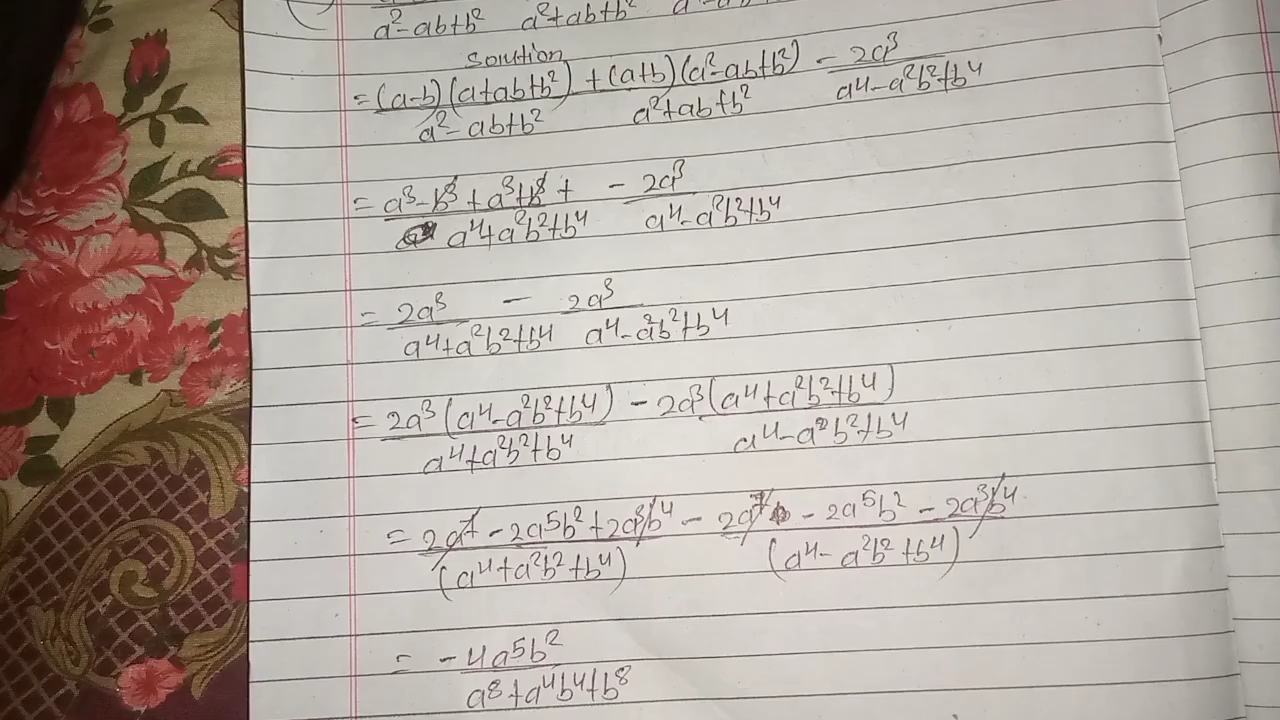 a²-ab+b² a²+ab+b²
solution
= (a-b)(a+ab+b²) + (a+b)(a²-ab+b²) - 2a³
a²-ab+b² a²+ab+b² a⁴-a²b²+b⁴
= a³-b³+a³+b³+ - 2a³
a⁴+a²b²+b⁴ a⁴-a²b²+b⁴
= 2a³ - 2a³
a⁴+a²b²+b⁴ a⁴-a²b²+b⁴
= 2a³(a⁴-a²b²+b⁴) - 2a³(a⁴+a²b²+b⁴)
a⁴+a²b²+b⁴ a⁴-a²b²+b⁴
= 2a⁷-2a⁵b²+2a³b⁴ - 2a⁷ - 2a⁵b² - 2a³b⁴
(a⁴+a²b²+b⁴) (a⁴-a²b²+b⁴)
= -4a⁵b²
a⁸+a⁴b⁴+b⁸